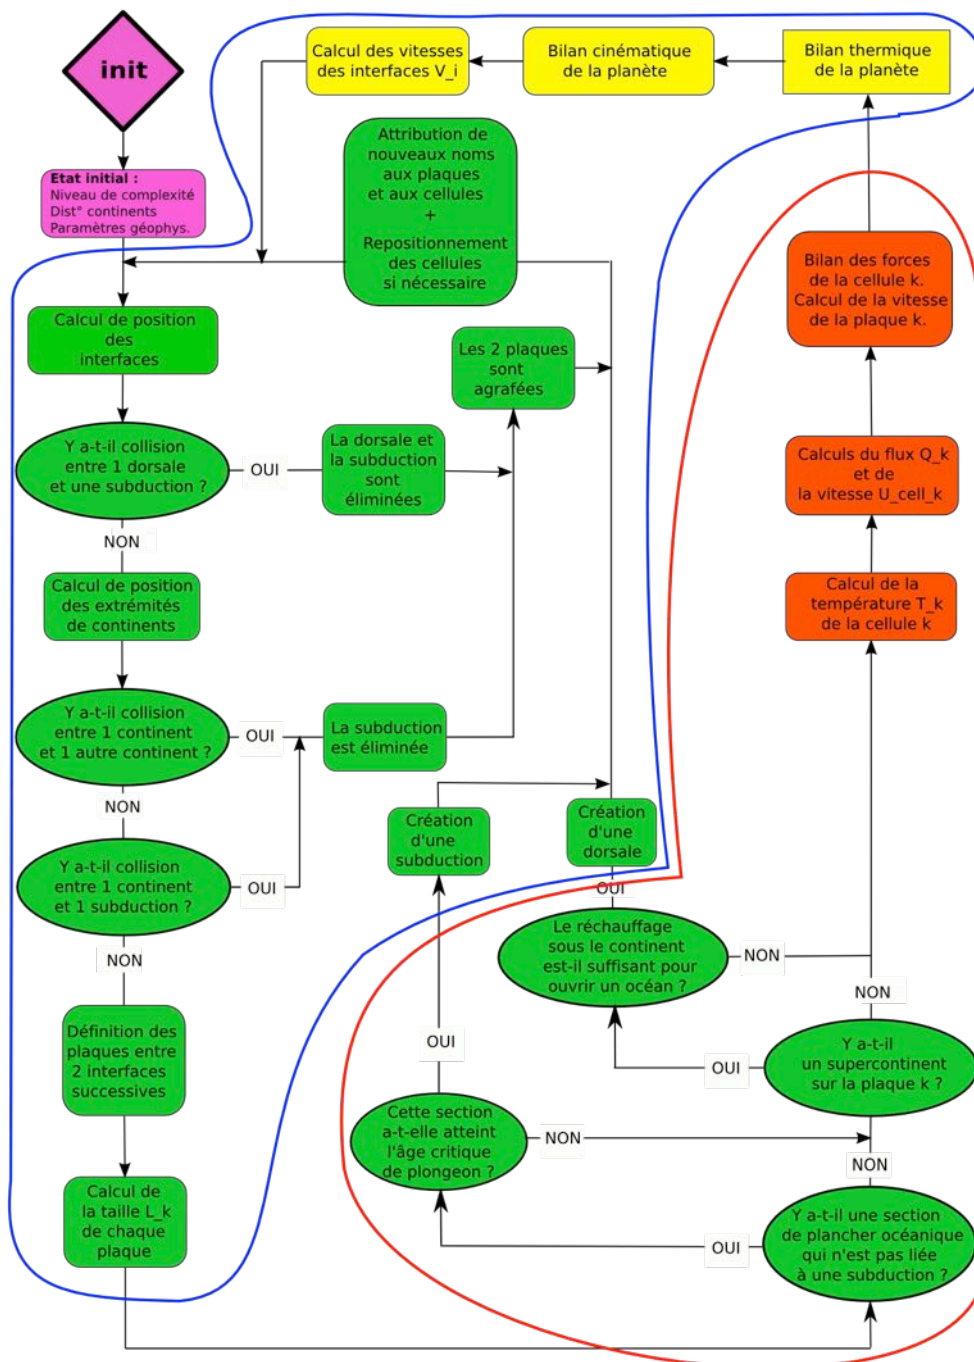 init
Etat initial :
Niveau de complexité
Dist° continents
Paramètres géophys.
Calcul des vitesses
des interfaces V_i
Bilan cinématique
de la planète
Bilan thermique
de la planète
Attribution de
nouveaux noms
aux plaques
et aux cellules
+
Repositionnement
des cellules
si nécessaire
Calcul de position
des
interfaces
Les 2 plaques
sont
agrafées
Bilan des forces
de la cellule k.
Calcul de la vitesse
de la plaque k.
Y a-t-il collision
entre 1 dorsale
et une subduction ?
OUI
La dorsale et
la subduction
sont
éliminées
Calculs du flux Q_k
et de
la vitesse U_cell_k
NON
Calcul de position
des extrémités
de continents
Calcul de la
température T_k
de la cellule k
Y a-t-il collision
entre 1 continent
et 1 autre continent ?
OUI
La subduction
est éliminée
NON
Création
d'une
subduction
Création
d'une
dorsale
Y a-t-il collision
entre 1 continent
et 1 subduction ?
OUI
OUI
NON
Le réchauffage
sous le continent
est-il suffisant pour
ouvrir un océan ?
NON
NON
Définition des
plaques entre
2 interfaces
successives
OUI
Y a-t-il
un supercontinent
sur la plaque k ?
OUI
Cette section
a-t-elle atteint
l'âge critique
de plongeon ?
NON
NON
Calcul de
la taille L_k
de chaque
plaque
OUI
Y a-t-il une section
de plancher océanique
qui n'est pas liée
à une subduction ?